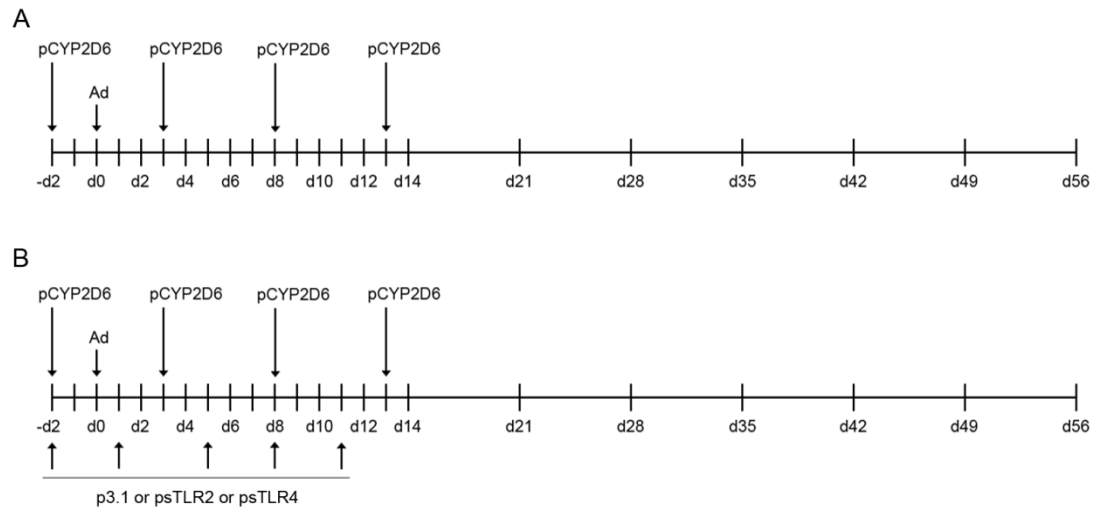 A
pCYP2D6 pCYP2D6 pCYP2D6 pCYP2D6
Ad
-d2 d0 d2 d4 d6 d8 d10 d12 d14 d21 d28 d35 d42 d49 d56
B
pCYP2D6 pCYP2D6 pCYP2D6 pCYP2D6
Ad
-d2 d0 d2 d4 d6 d8 d10 d12 d14 d21 d28 d35 d42 d49 d56
p3.1 or psTLR2 or psTLR4